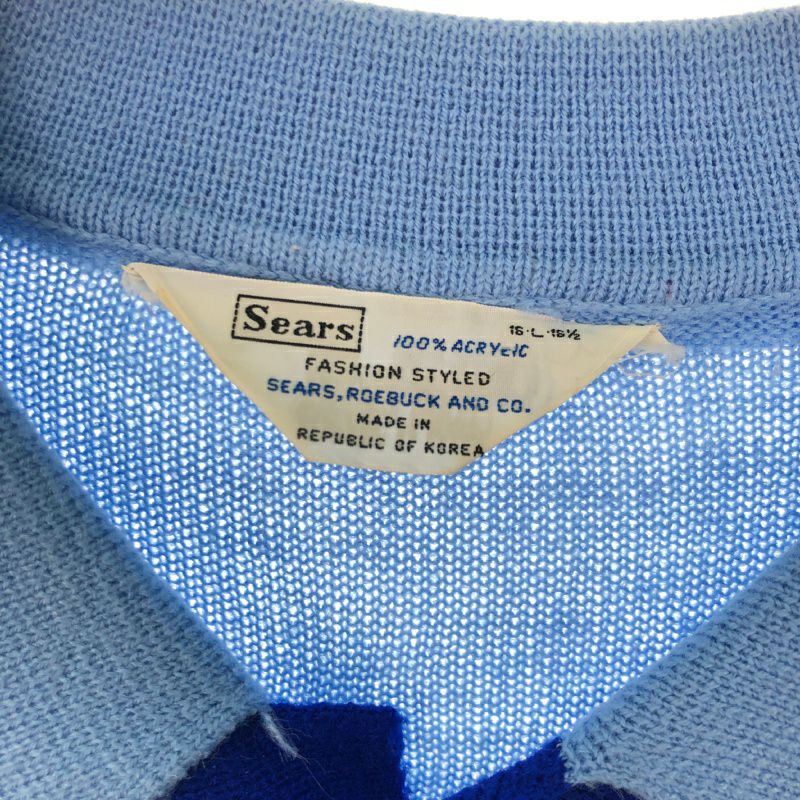 Sears
100% ACRYLIC
16·L·16½
FASHION STYLED
SEARS, ROEBUCK AND CO.
MADE IN
REPUBLIC OF KOREA